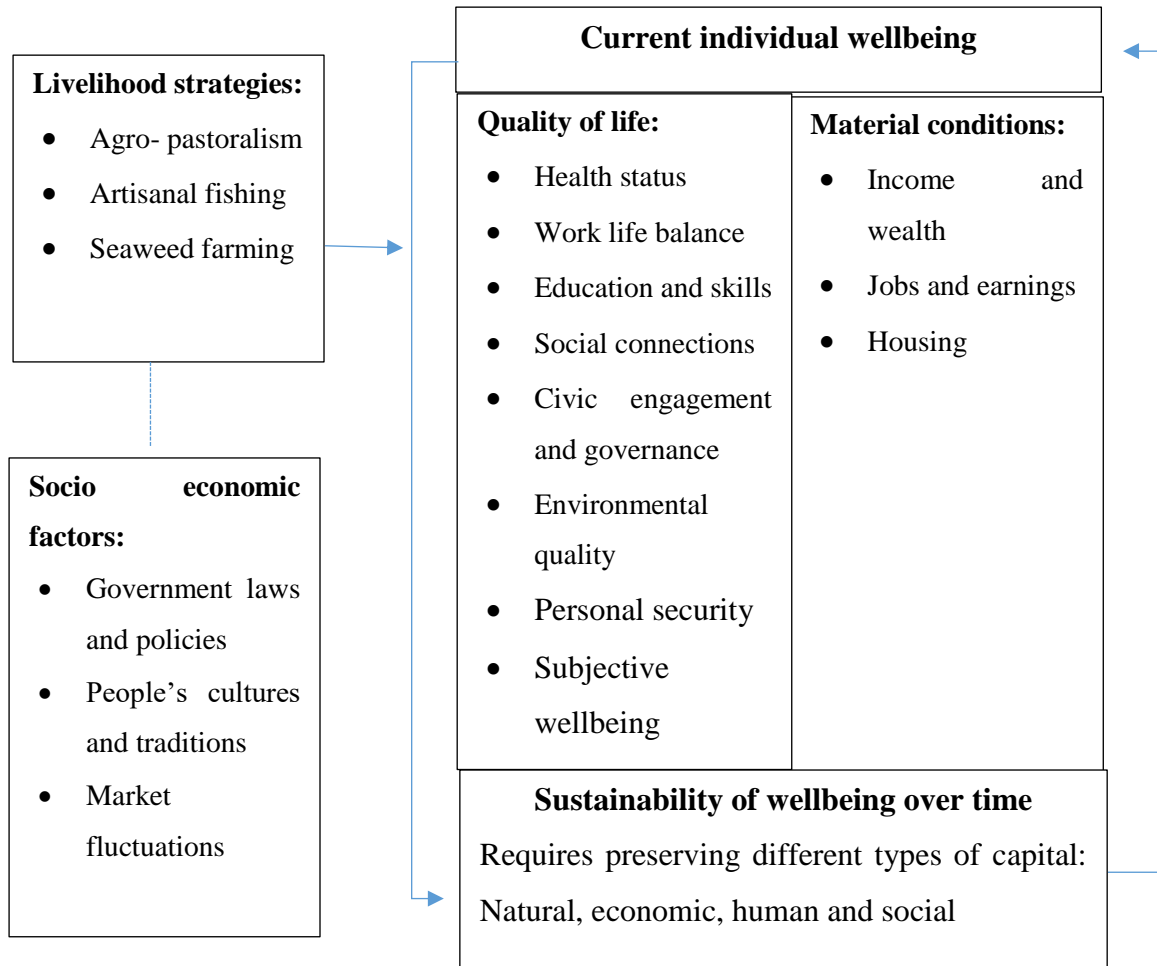 Livelihood strategies:
• Agro- pastoralism
• Artisanal fishing
• Seaweed farming
Socio economic
factors:
• Government laws
and policies
• People’s cultures
and traditions
• Market
fluctuations
Current individual wellbeing
Quality of life:
• Health status
• Work life balance
• Education and skills
• Social connections
• Civic engagement
and governance
• Environmental
quality
• Personal security
• Subjective
wellbeing
Material conditions:
• Income and
wealth
• Jobs and earnings
• Housing
Sustainability of wellbeing over time
Requires preserving different types of capital:
Natural, economic, human and social